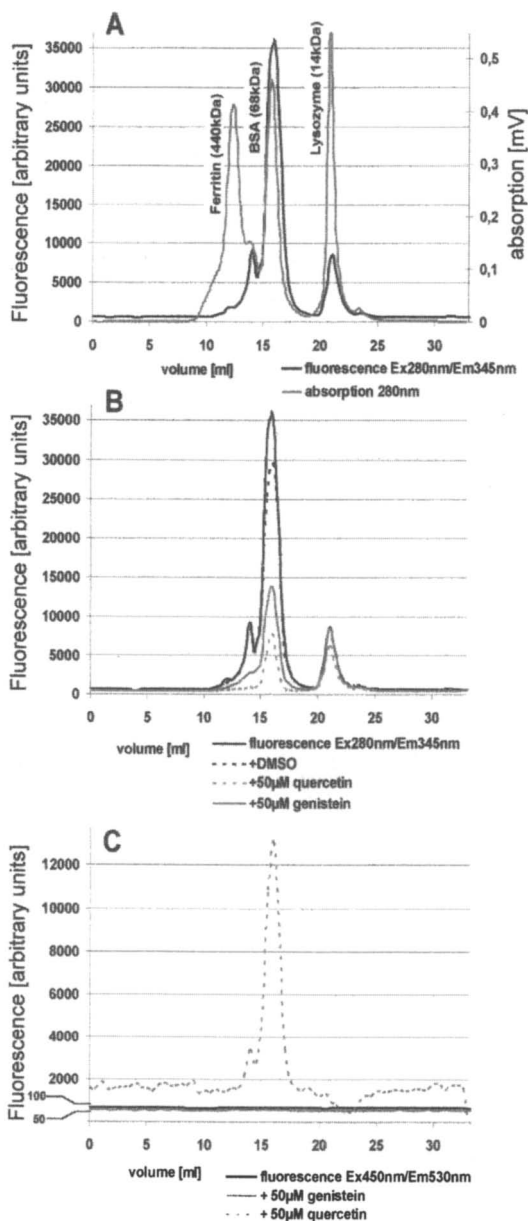 A
Fluorescence [arbitrary units]
35000
30000
25000
20000
15000
10000
5000
0
Ferritin (440kDa)
BSA (68kDa)
Lysozyme (14kDa)
0,5
0,4
0,3
0,2
0,1
0
absorption [mV]
0 5 10 15 20 25 30
volume [ml]
fluorescence Ex280nm/Em345nm
absorption 280nm
B
Fluorescence [arbitrary units]
35000
30000
25000
20000
15000
10000
5000
0
0 5 10 15 20 25 30
volume [ml]
fluorescence Ex280nm/Em345nm
+DMSO
+50µM quercetin
+50µM genistein
C
Fluorescence [arbitrary units]
12000
10000
8000
6000
4000
2000
100
50
0 5 10 15 20 25 30
volume [ml]
fluorescence Ex450nm/Em530nm
+ 50µM genistein
+ 50µM quercetin